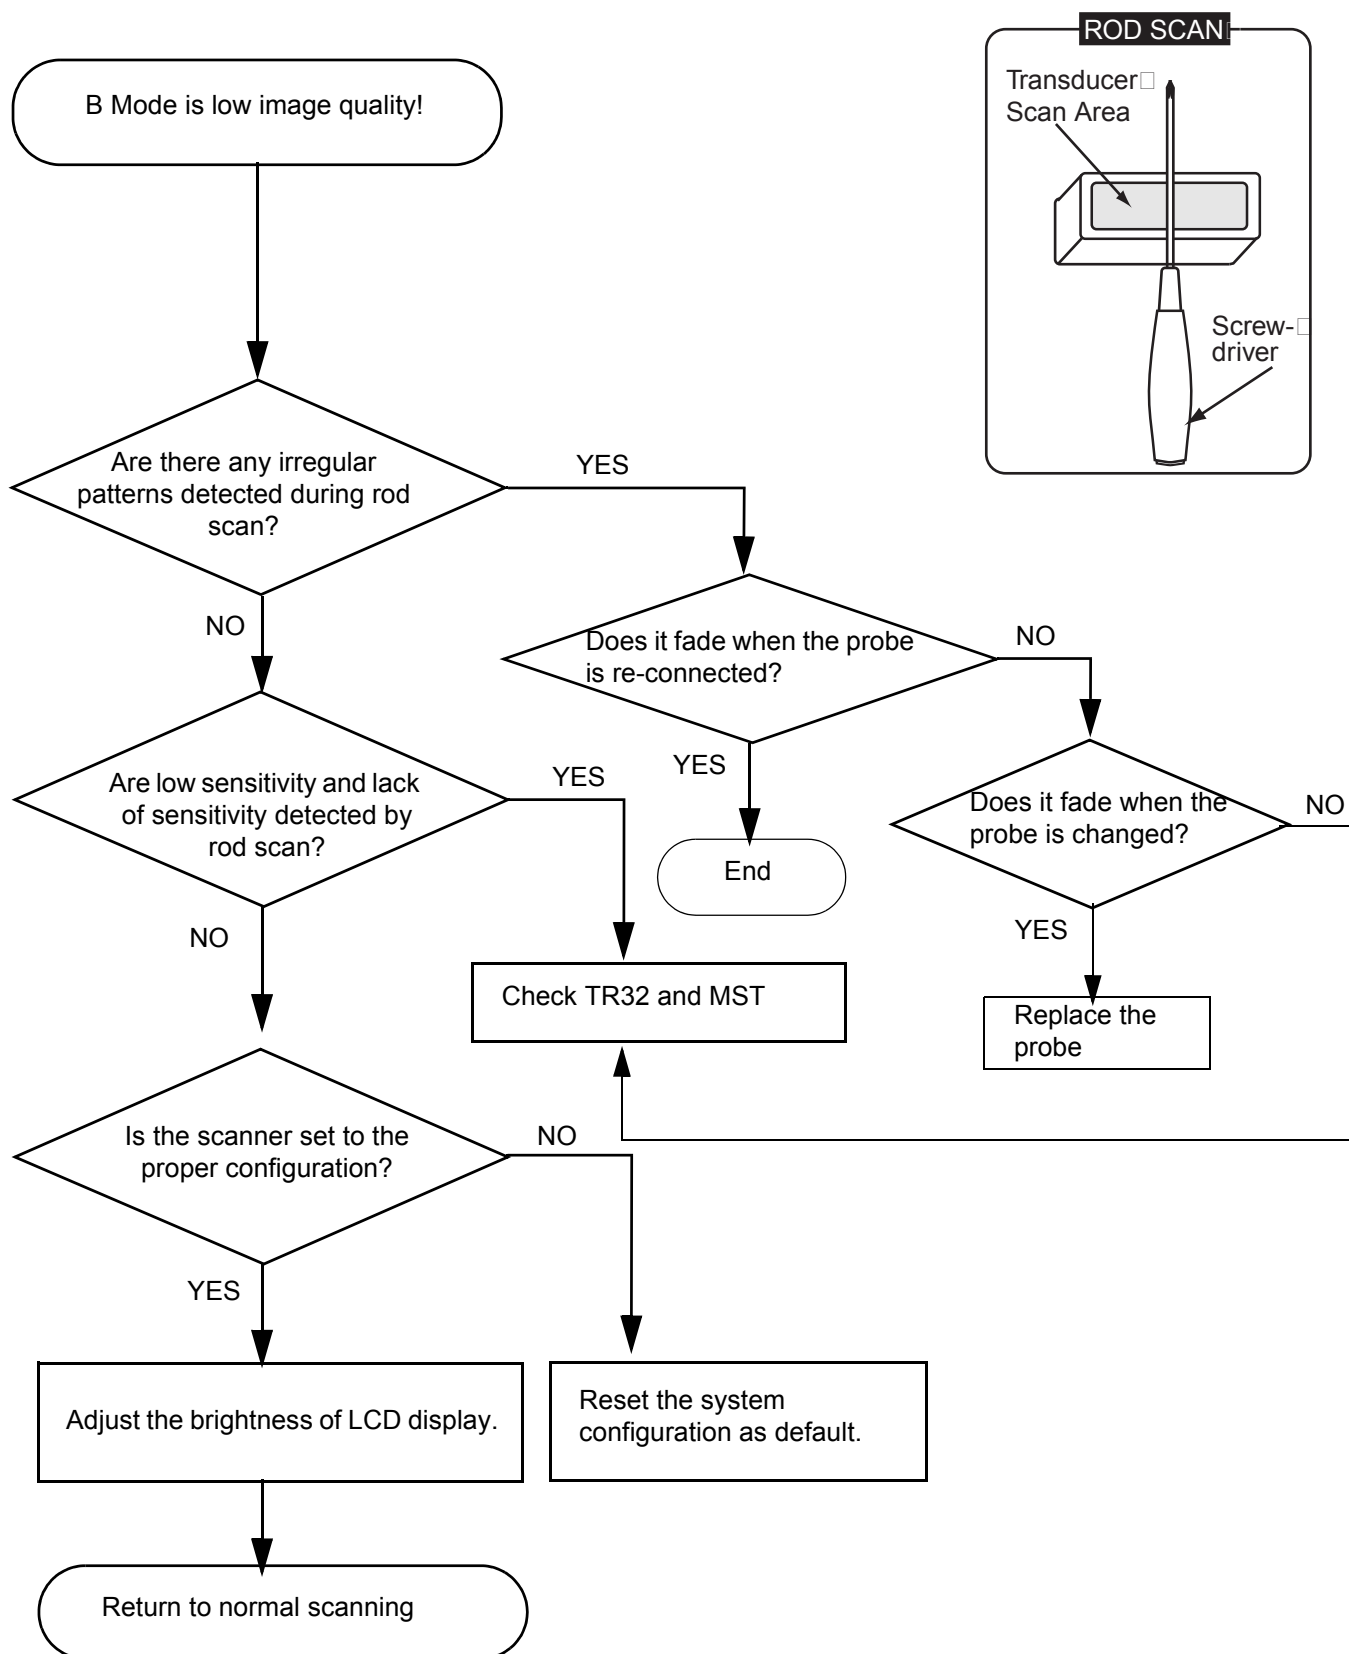 ROD SCAN
Transducer
Scan Area
Screw-
driver
B Mode is low image quality!
Are there any irregular
patterns detected during rod
scan?
YES
NO
Does it fade when the probe
is re-connected?
NO
YES
Are low sensitivity and lack
of sensitivity detected by
rod scan?
YES
NO
End
Does it fade when the
probe is changed?
NO
YES
Check TR32 and MST
Replace the
probe
Is the scanner set to the
proper configuration?
NO
YES
Adjust the brightness of LCD display.
Reset the system
configuration as default.
Return to normal scanning